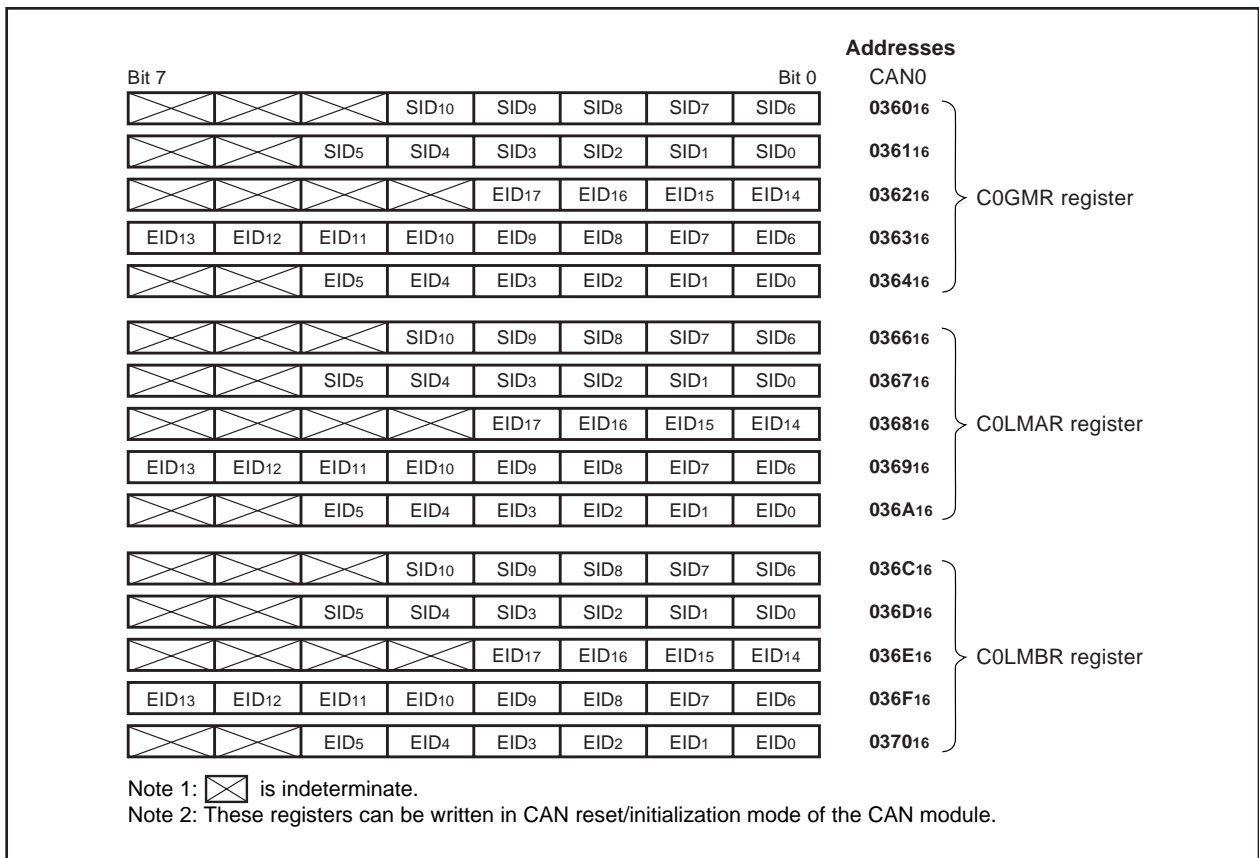 Addresses
Bit 7 Bit 0 CAN0
SID10 SID9 SID8 SID7 SID6 036016
SID5 SID4 SID3 SID2 SID1 SID0 036116
EID17 EID16 EID15 EID14 036216 C0GMR register
EID13 EID12 EID11 EID10 EID9 EID8 EID7 EID6 036316
EID5 EID4 EID3 EID2 EID1 EID0 036416
SID10 SID9 SID8 SID7 SID6 036616
SID5 SID4 SID3 SID2 SID1 SID0 036716
EID17 EID16 EID15 EID14 036816 C0LMAR register
EID13 EID12 EID11 EID10 EID9 EID8 EID7 EID6 036916
EID5 EID4 EID3 EID2 EID1 EID0 036A16
SID10 SID9 SID8 SID7 SID6 036C16
SID5 SID4 SID3 SID2 SID1 SID0 036D16
EID17 EID16 EID15 EID14 036E16 C0LMBR register
EID13 EID12 EID11 EID10 EID9 EID8 EID7 EID6 036F16
EID5 EID4 EID3 EID2 EID1 EID0 037016
Note 1: is indeterminate.
Note 2: These registers can be written in CAN reset/initialization mode of the CAN module.